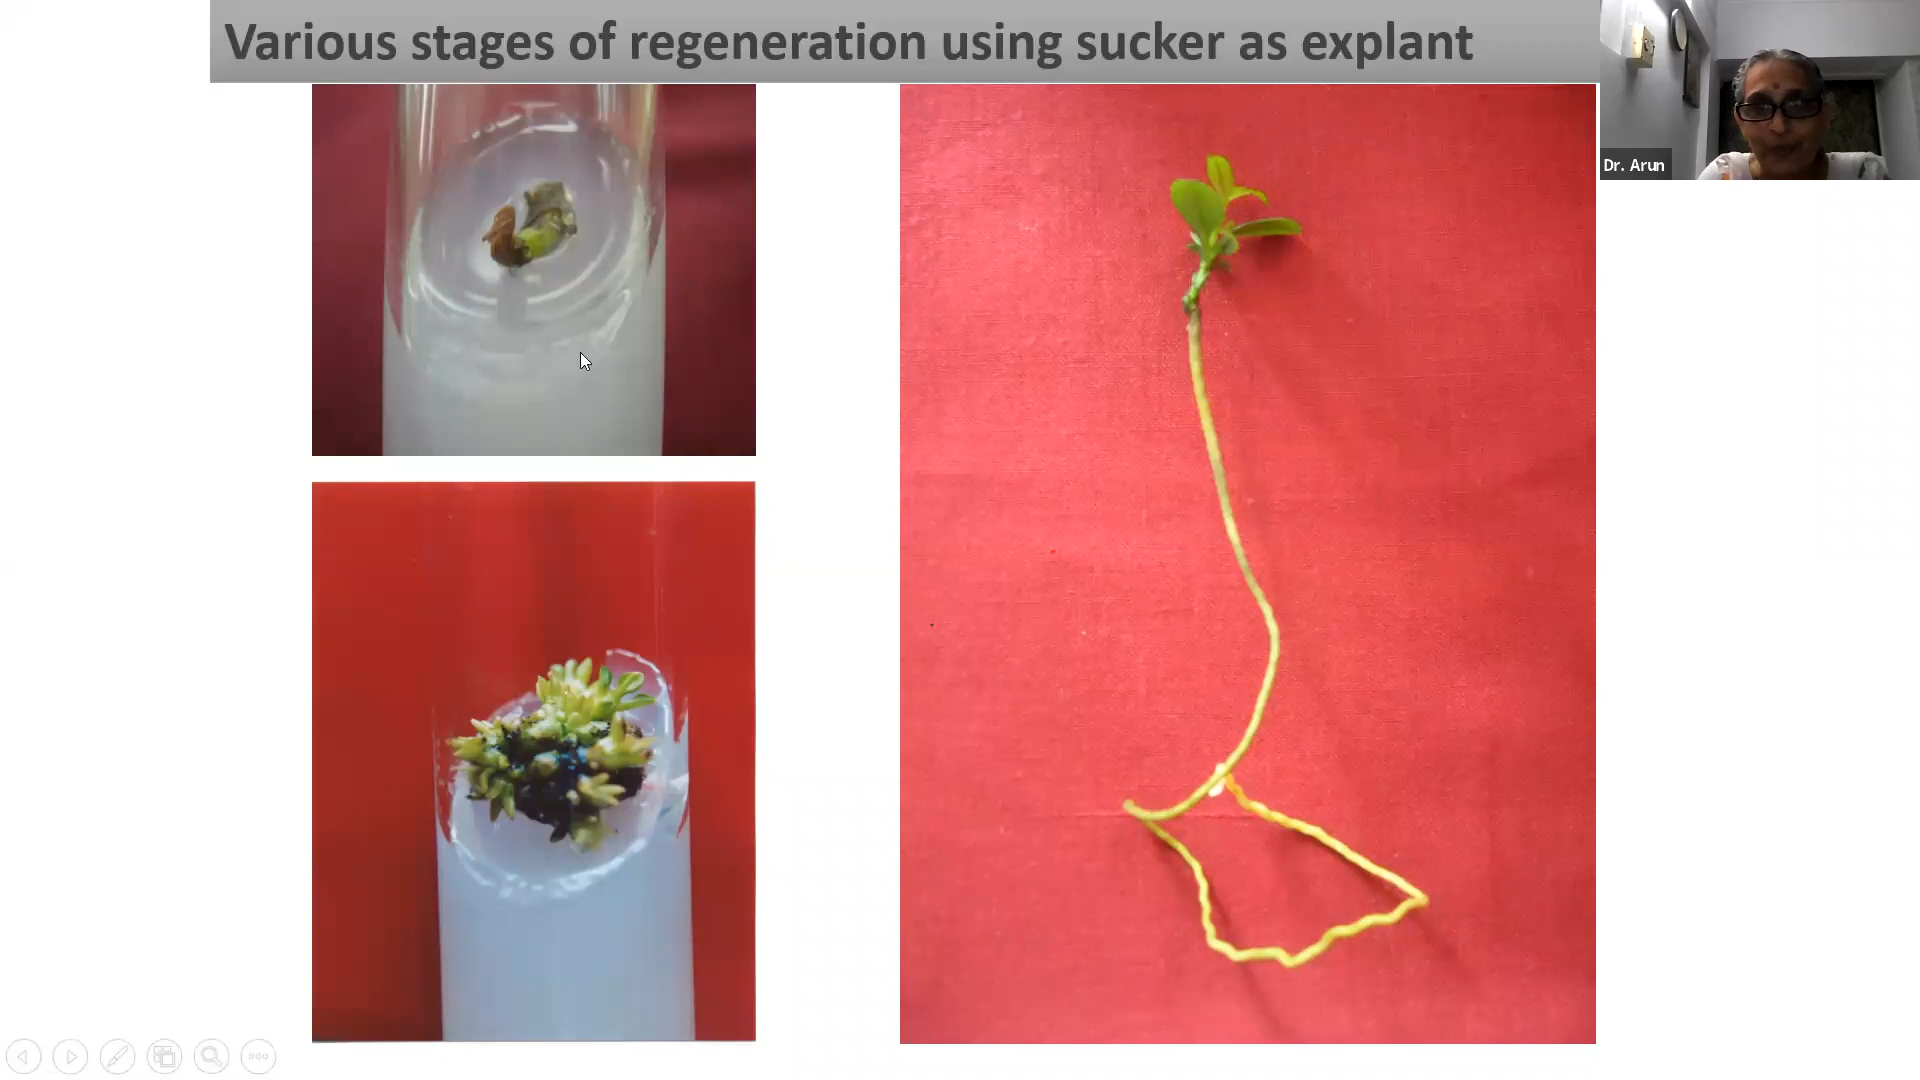 Various stages of regeneration using sucker as explant
Dr. Arun